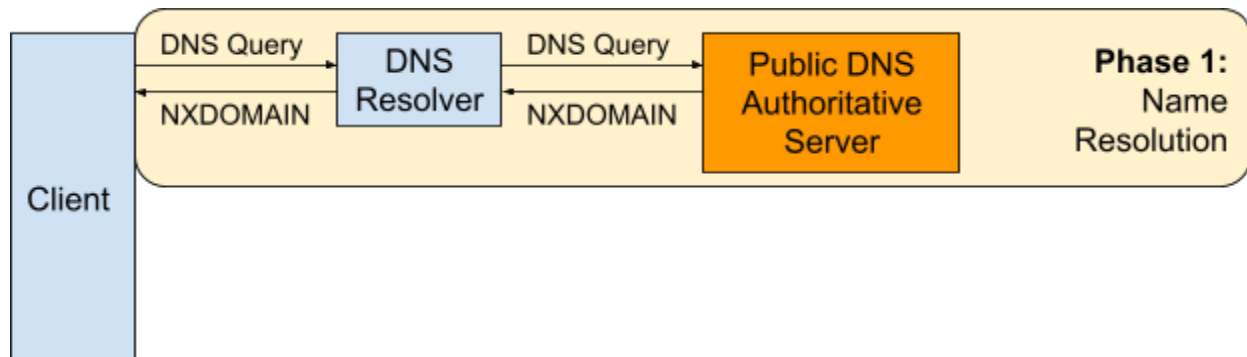 DNS Query
NXDOMAIN
DNS
Resolver
DNS Query
NXDOMAIN
Public DNS
Authoritative
Server
Phase 1:
Name
Resolution
Client